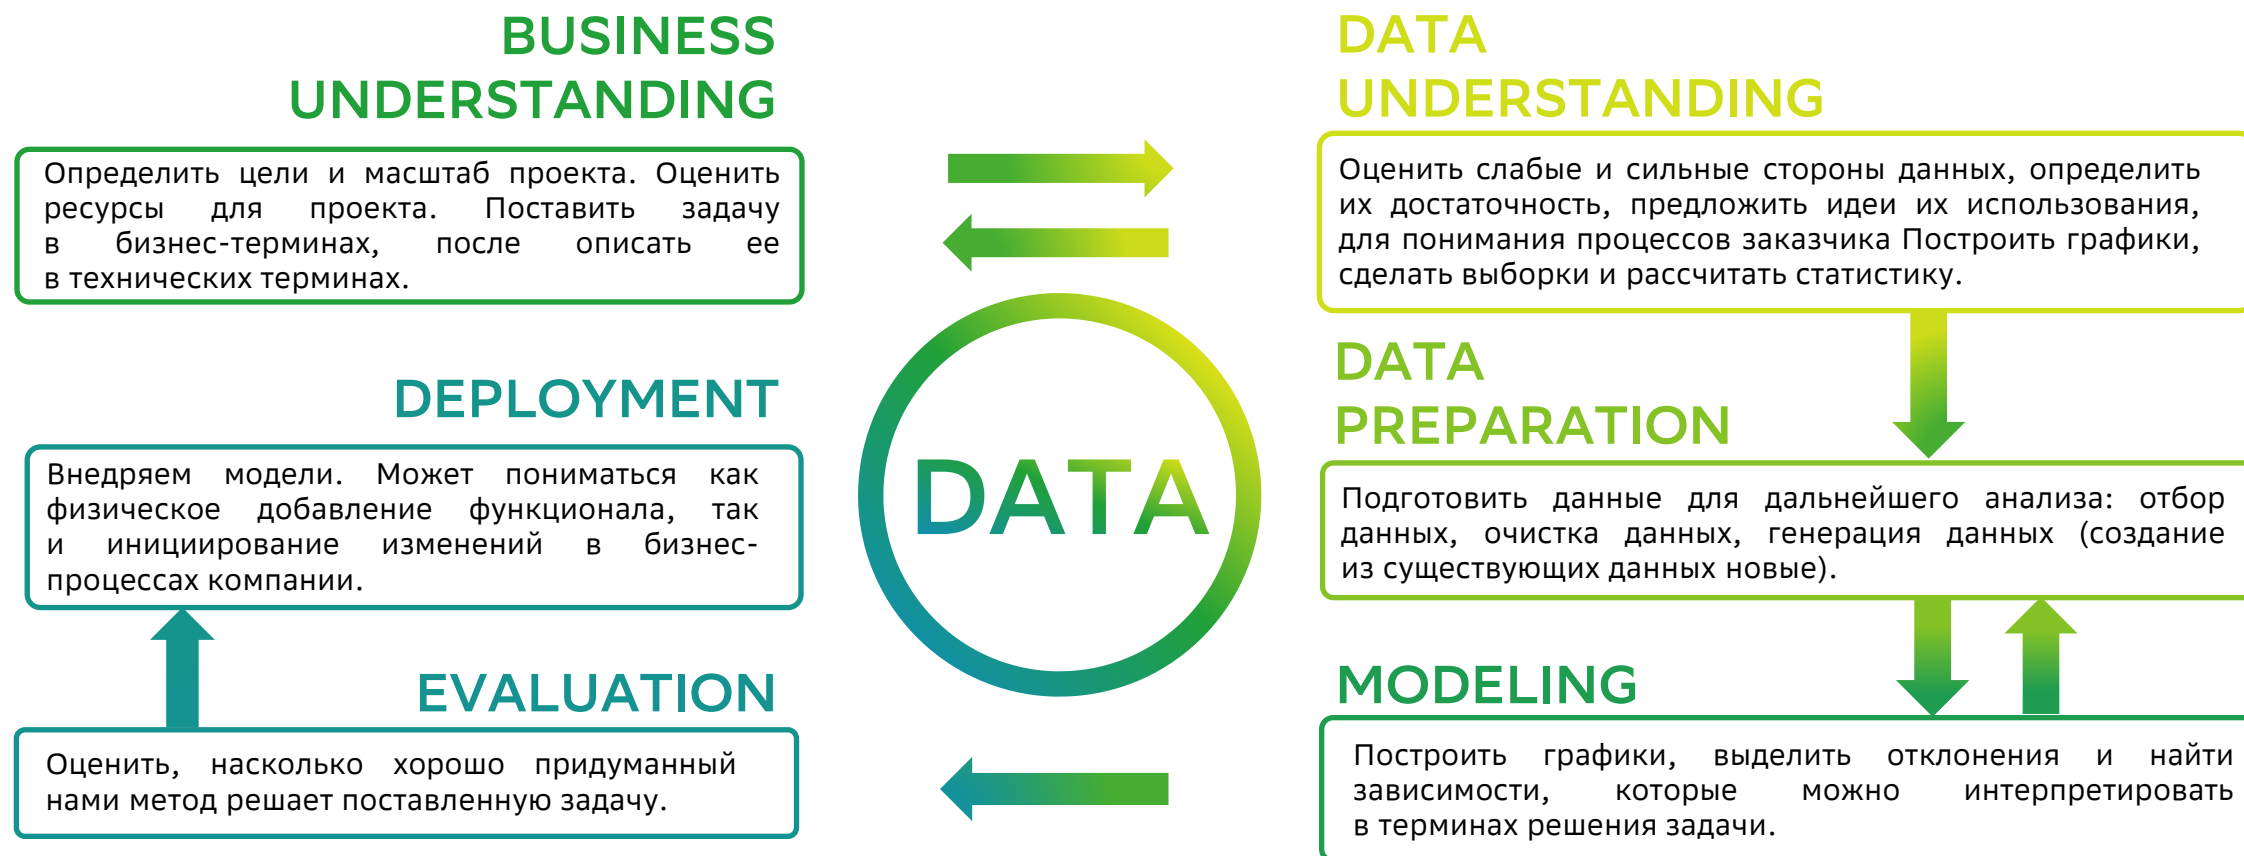 BUSINESS
UNDERSTANDING
Определить цели и масштаб проекта. Оценить
ресурсы для проекта. Поставить задачу
в бизнес-терминах, после описать ее
в технических терминах.
DATA
UNDERSTANDING
Оценить слабые и сильные стороны данных, определить
их достаточность, предложить идеи их использования,
для понимания процессов заказчика Построить графики,
сделать выборки и рассчитать статистику.
DEPLOYMENT
Внедряем модели. Может пониматься как
физическое добавление функционала, так
и инициирование изменений в бизнес-
процессах компании.
DATA
DATA
PREPARATION
Подготовить данные для дальнейшего анализа: отбор
данных, очистка данных, генерация данных (создание
из существующих данных новые).
EVALUATION
Оценить, насколько хорошо придуманный
нами метод решает поставленную задачу.
MODELING
Построить графики, выделить отклонения и найти
зависимости, которые можно интерпретировать
в терминах решения задачи.